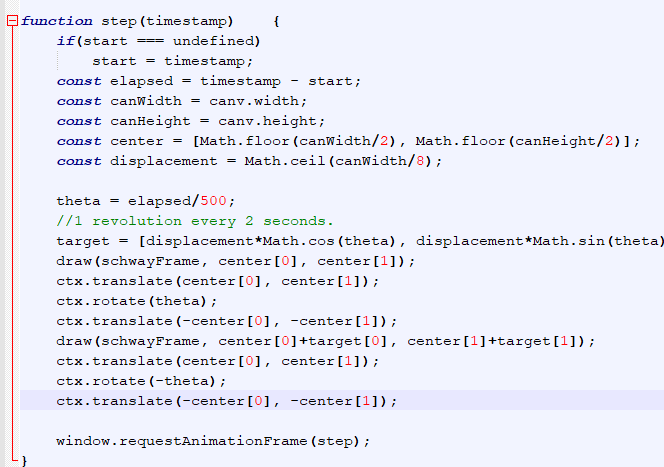 function step(timestamp)    {
    if(start === undefined)
        start = timestamp;
    const elapsed = timestamp - start;
    const canWidth = canv.width;
    const canHeight = canv.height;
    const center = [Math.floor(canWidth/2), Math.floor(canHeight/2)];
    const displacement = Math.ceil(canWidth/8);

    theta = elapsed/500;
    //1 revolution every 2 seconds.
    target = [displacement*Math.cos(theta), displacement*Math.sin(theta)
    draw(schwayFrame, center[0], center[1]);
    ctx.translate(center[0], center[1]);
    ctx.rotate(theta);
    ctx.translate(-center[0], -center[1]);
    draw(schwayFrame, center[0]+target[0], center[1]+target[1]);
    ctx.translate(center[0], center[1]);
    ctx.rotate(-theta);
    ctx.translate(-center[0], -center[1]);

    window.requestAnimationFrame(step);
}